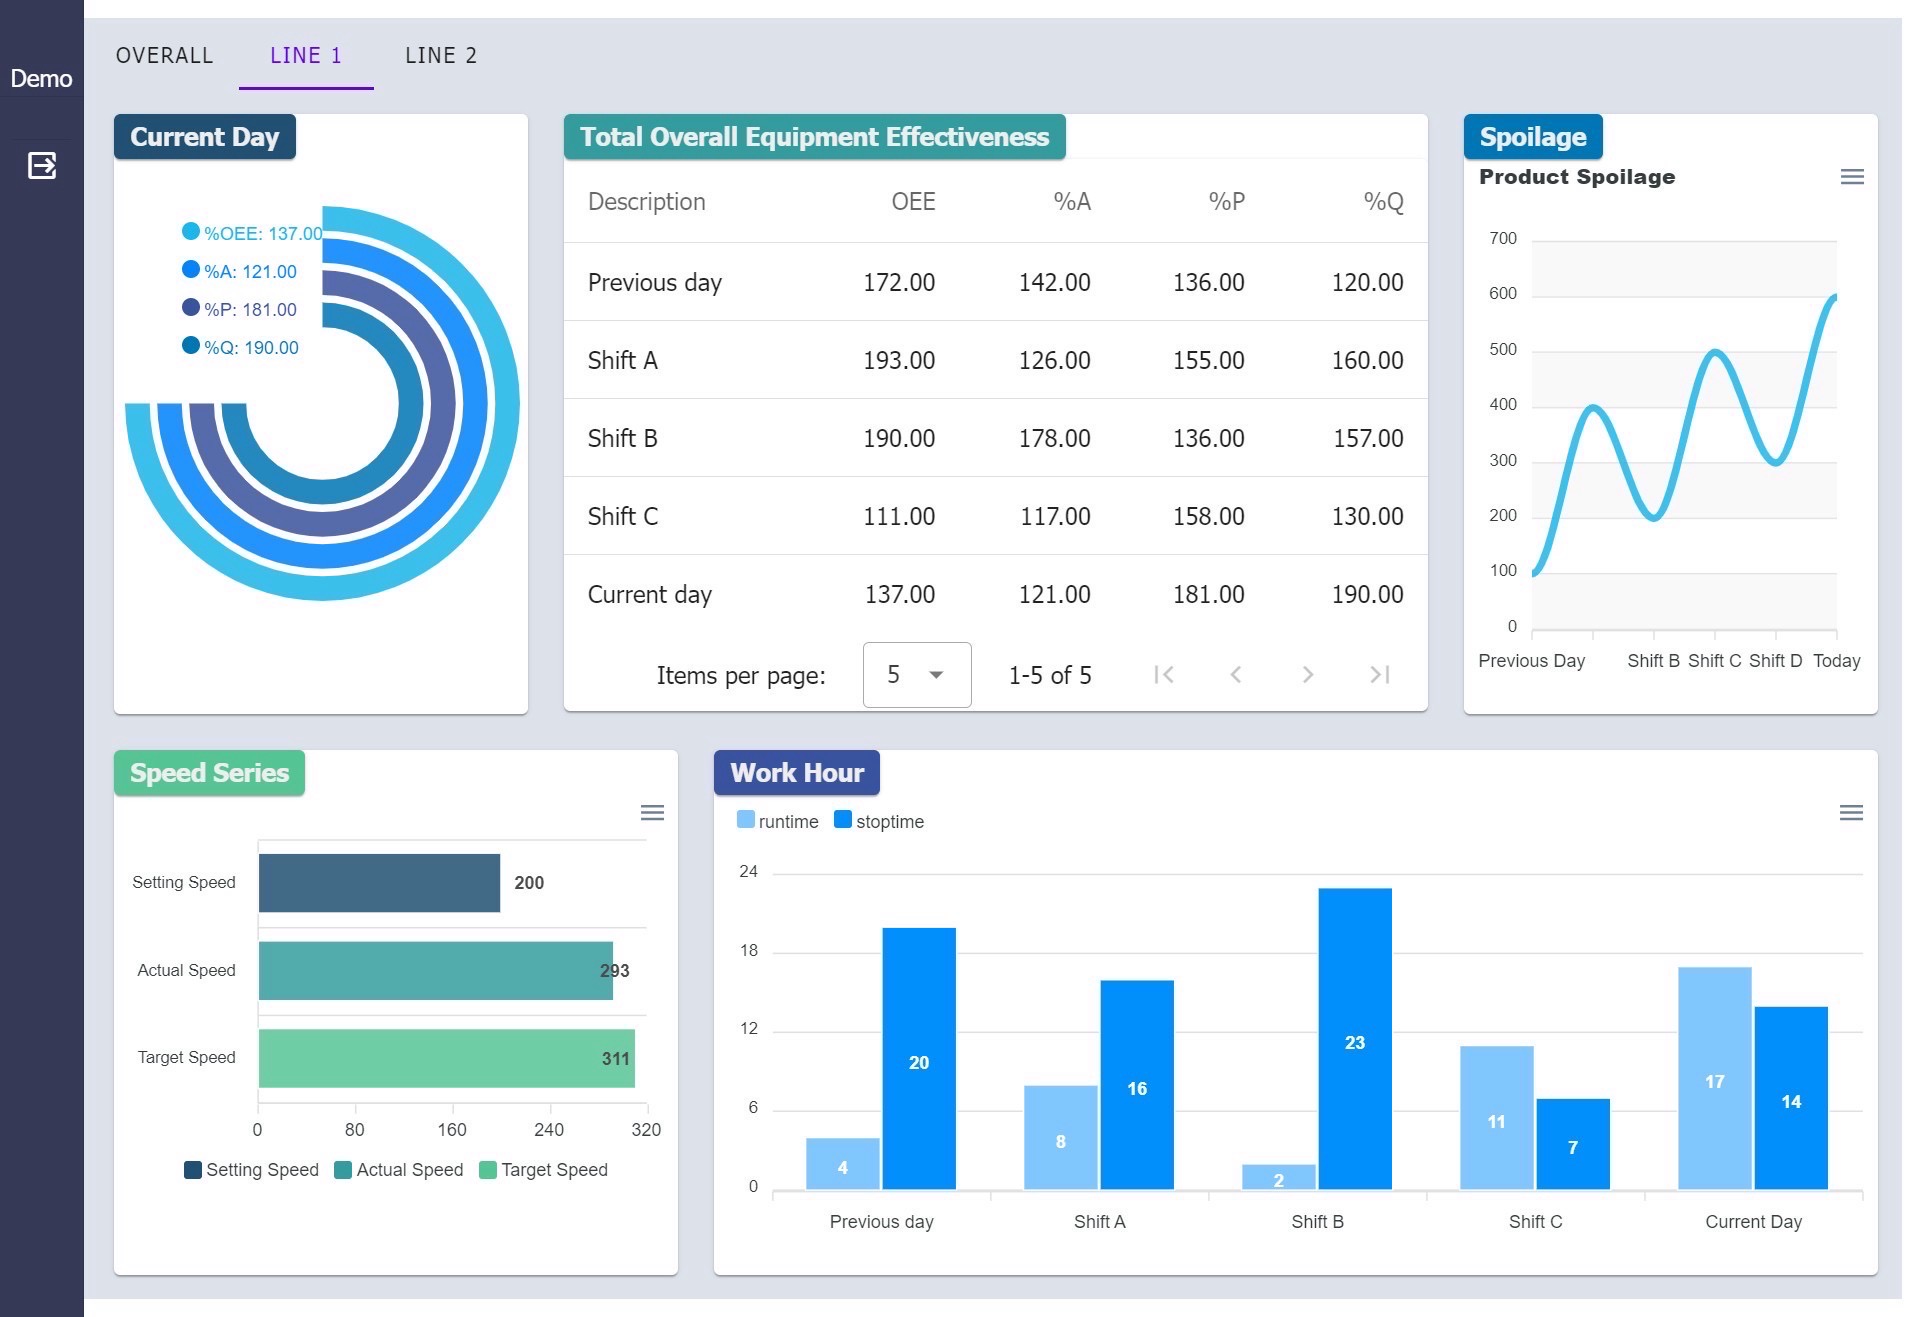 Demo
OVERALL LINE 1 LINE 2
Current Day
%OEE: 137.00
%A: 121.00
%P: 181.00
%Q: 190.00
Total Overall Equipment Effectiveness
Description OEE %A %P %Q
Previous day 172.00 142.00 136.00 120.00
Shift A 193.00 126.00 155.00 160.00
Shift B 190.00 178.00 136.00 157.00
Shift C 111.00 117.00 158.00 130.00
Current day 137.00 121.00 181.00 190.00
Items per page: 5 1-5 of 5
Spoilage
Product Spoilage
700
600
500
400
300
200
100
0
Previous Day Shift B Shift C Shift D Today
Speed Series
Setting Speed 200
Actual Speed 293
Target Speed 311
0 80 160 240 320
Setting Speed Actual Speed Target Speed
Work Hour
runtime stoptime
24
18
12
6
0
4 20 8 16 2 23 11 7 17 14
Previous day Shift A Shift B Shift C Current Day